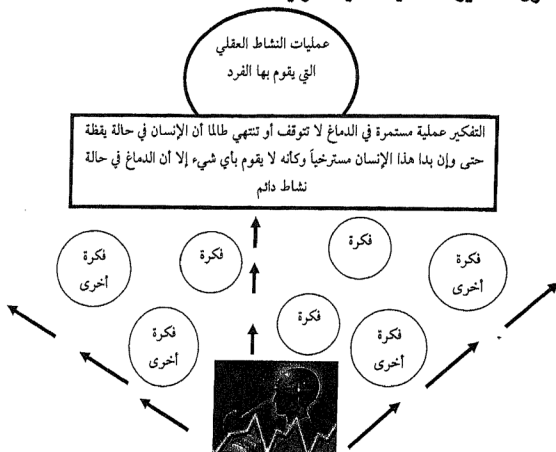 عمليات النشاط العقلي
التي يقوم بها الفرد
التفكير عملية مستمرة في الدماغ لا تتوقف أو تنتهي طالما أن الإنسان في حالة يقظة
حتى وإن بدا هذا الإنسان مسترخياً وكأنه لا يقوم بأي شيء إلا أن الدماغ في حالة
نشاط دائم
فكرة
فكرة
أخرى
فكرة
فكرة
أخرى
فكرة
فكرة
أخرى
فكرة
أخرى